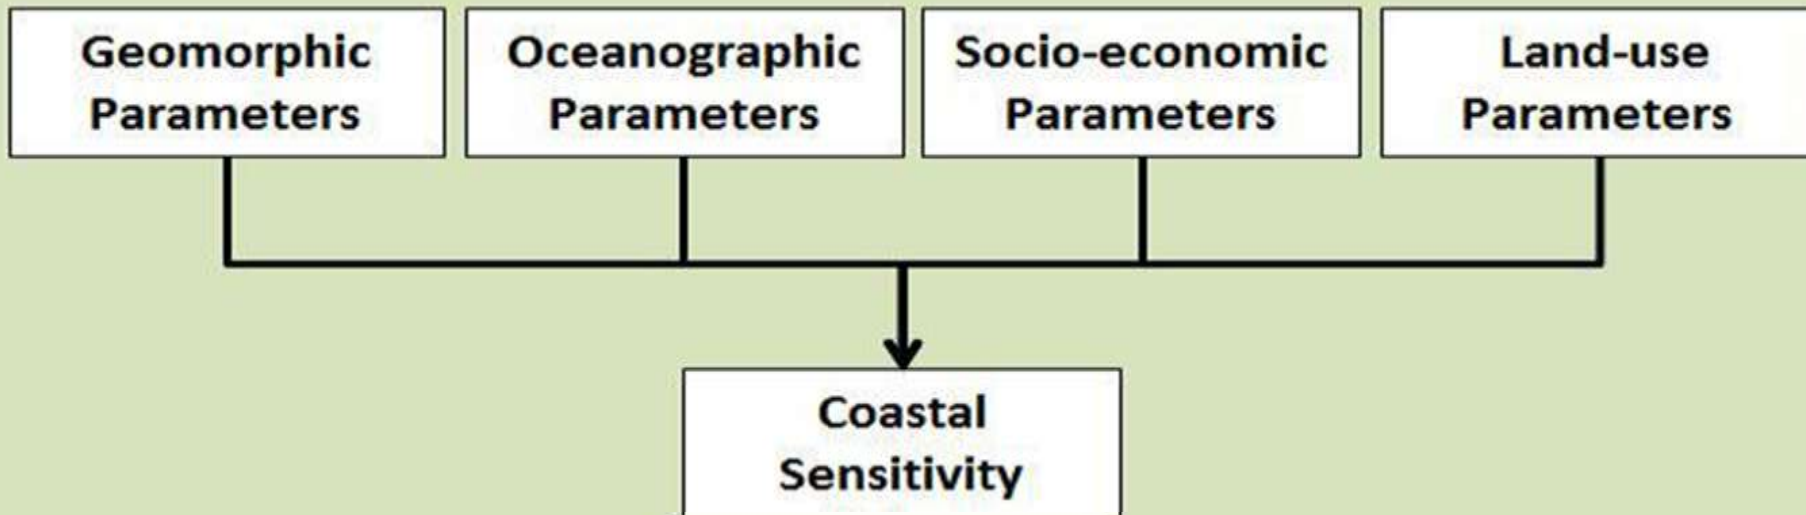 Geomorphic
Parameters
Oceanographic
Parameters
Socio-economic
Parameters
Land-use
Parameters
Coastal
Sensitivity